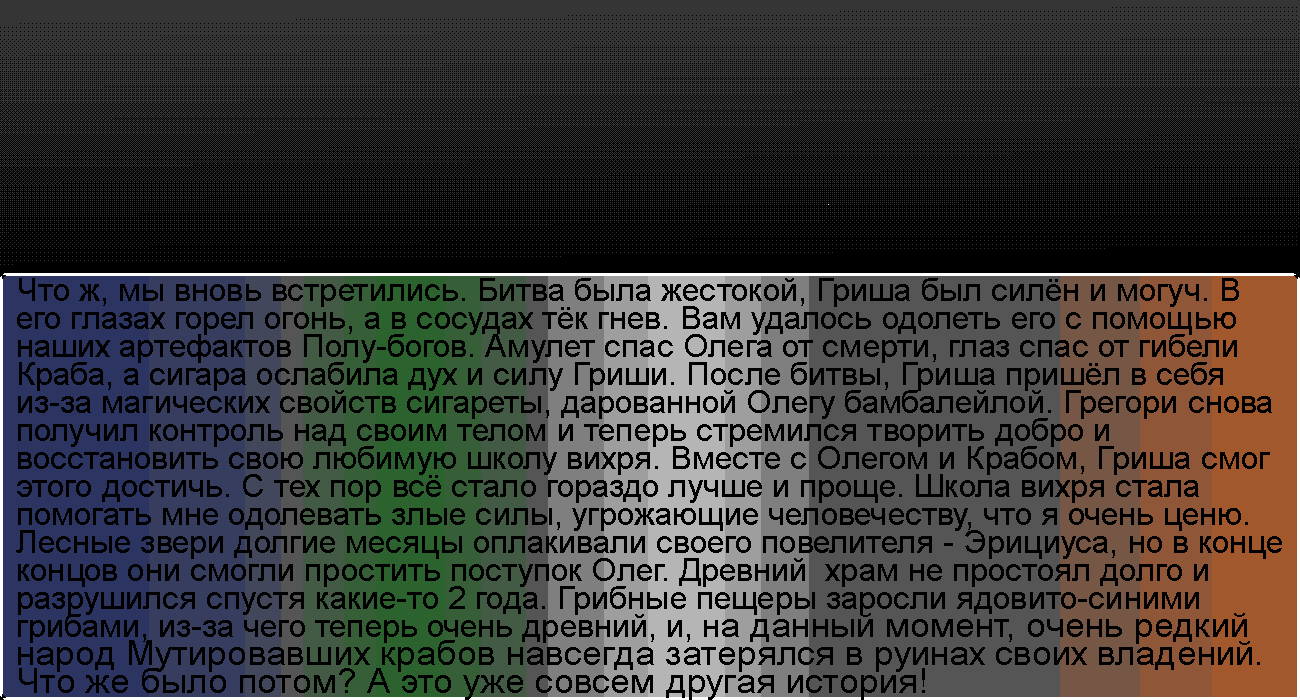 Что ж, мы вновь встретились. Битва была жестокой, Гриша был силён и могуч. В
его глазах горел огонь, а в сосудах тёк гнев. Вам удалось одолеть его с помощью
наших артефактов Полу-богов. Амулет спас Олега от смерти, глаз спас от гибели
Краба, а сигара ослабила дух и силу Гриши. После битвы, Гриша пришёл в себя
из-за магических свойств сигареты, дарованной Олегу бамбалейлой. Грегори снова
получил контроль над своим телом и теперь стремился творить добро и
восстановить свою любимую школу вихря. Вместе с Олегом и Крабом, Гриша смог
этого достичь. С тех пор всё стало гораздо лучше и проще. Школа вихря стала
помогать мне одолевать злые силы, угрожающие человечеству, что я очень ценю.
Лесные звери долгие месяцы оплакивали своего повелителя - Эрициуса, но в конце
концов они смогли простить поступок Олег. Древний  храм не простоял долго и
разрушился спустя какие-то 2 года. Грибные пещеры заросли ядовито-синими
грибами, из-за чего теперь очень древний, и, на данный момент, очень редкий
народ Мутировавших крабов навсегда затерялся в руинах своих владений.
Что же было потом? А это уже совсем другая история!